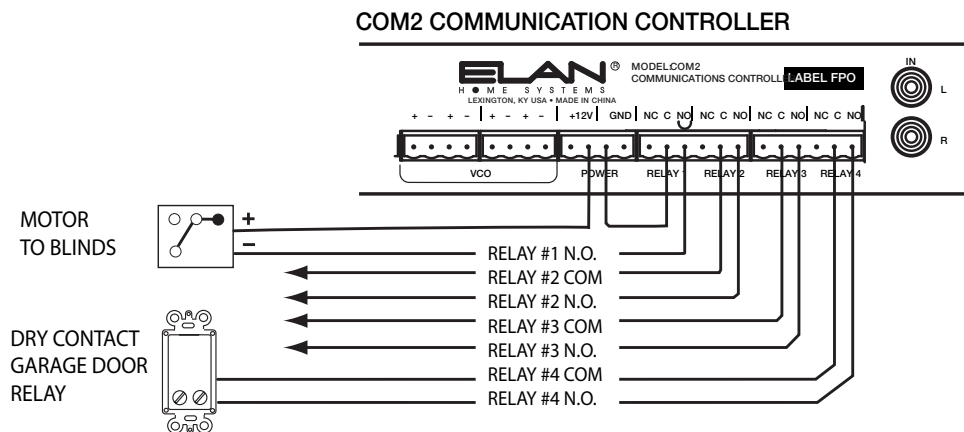 COM2 COMMUNICATION CONTROLLER
ELAN ®
HOME SYSTEMS
LEXINGTON, KY USA • MADE IN CHINA
MODEL:COM2
COMMUNICATIONS CONTROLLER
LABEL FPO
IN
L
R
+ - + - + - + - +12V GND NC C NO NC C NO NC C NO NC C NO
VCO POWER RELAY 1 RELAY 2 RELAY 3 RELAY 4
MOTOR
TO BLINDS
+
-
RELAY #1 N.O.
RELAY #2 COM
RELAY #2 N.O.
RELAY #3 COM
RELAY #3 N.O.
RELAY #4 COM
RELAY #4 N.O.
DRY CONTACT
GARAGE DOOR
RELAY